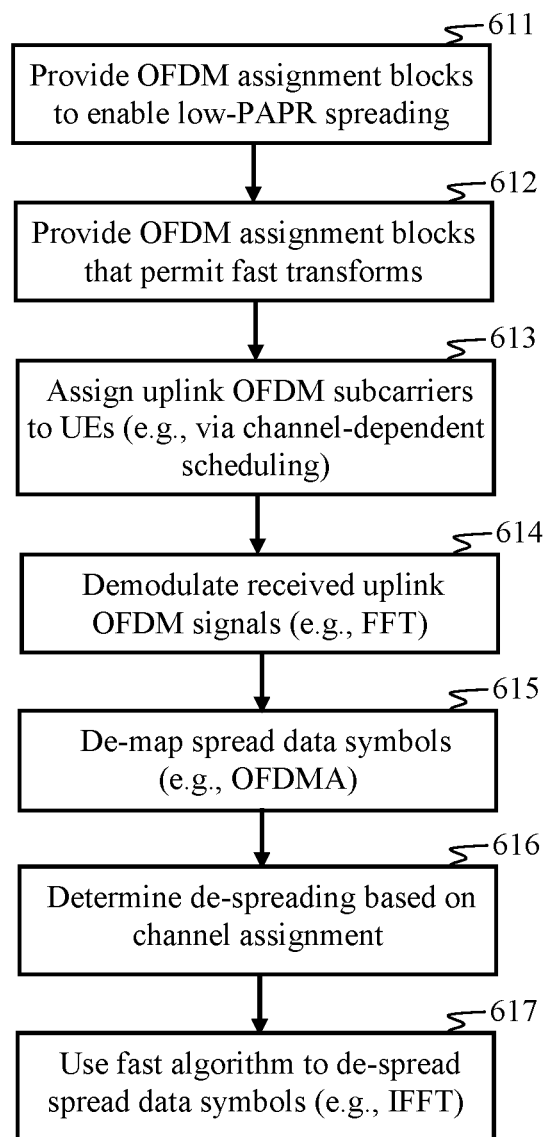 611
Provide OFDM assignment blocks
to enable low-PAPR spreading
612
Provide OFDM assignment blocks
that permit fast transforms
613
Assign uplink OFDM subcarriers
to UEs (e.g., via channel-dependent
scheduling)
614
Demodulate received uplink
OFDM signals (e.g., FFT)
615
De-map spread data symbols
(e.g., OFDMA)
616
Determine de-spreading based on
channel assignment
617
Use fast algorithm to de-spread
spread data symbols (e.g., IFFT)